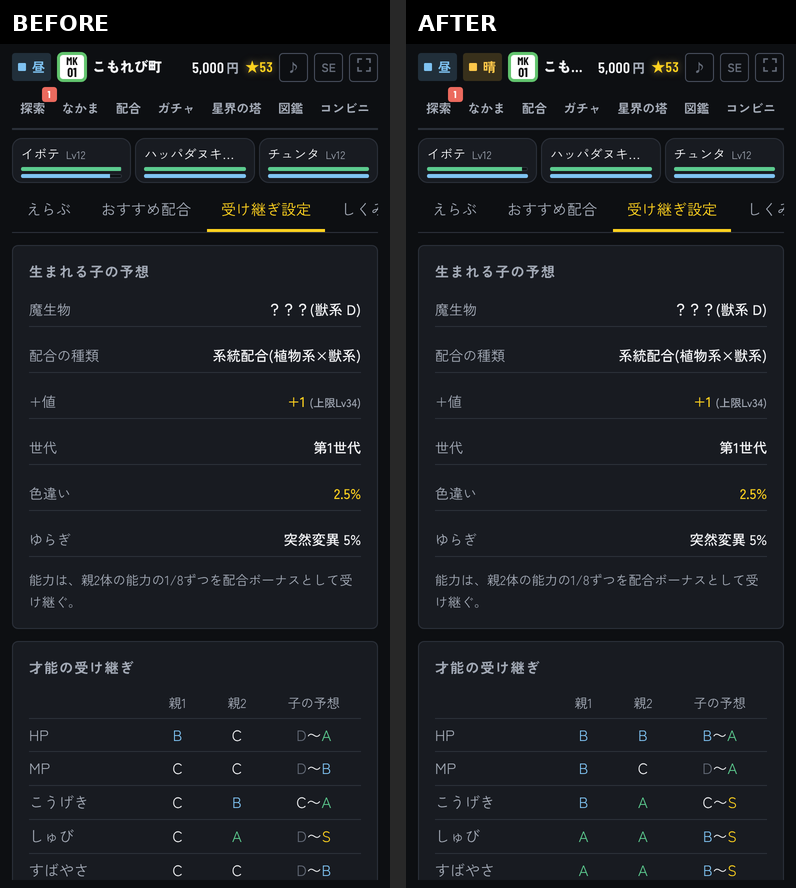 BEFORE
昼 MK 01 こもれび町 5,000 円 ★53 ♪ SE
探索 1 なかま 配合 ガチャ 星界の塔 図鑑 コンビニ
イポテ Lv12 ハッパダヌキ… チュンタ Lv12
えらぶ おすすめ配合 受け継ぎ設定 しくみ
生まれる子の予想
魔生物 ？？？(獣系 D)
配合の種類 系統配合(植物系×獣系)
＋値 +1 (上限Lv34)
世代 第1世代
色違い 2.5%
ゆらぎ 突然変異 5%
能力は、親2体の能力の1/8ずつを配合ボーナスとして受
け継ぐ。
才能の受け継ぎ
親1 親2 子の予想
HP B C D〜A
MP C C D〜B
こうげき C B C〜A
しゅび C A D〜S
すばやさ C C D〜B
AFTER
昼 晴 MK 01 こも… 5,000 円 ★53 ♪ SE
探索 1 なかま 配合 ガチャ 星界の塔 図鑑 コンビニ
イポテ Lv12 ハッパダヌキ… チュンタ Lv12
えらぶ おすすめ配合 受け継ぎ設定 しくみ
生まれる子の予想
魔生物 ？？？(獣系 D)
配合の種類 系統配合(植物系×獣系)
＋値 +1 (上限Lv34)
世代 第1世代
色違い 2.5%
ゆらぎ 突然変異 5%
能力は、親2体の能力の1/8ずつを配合ボーナスとして受
け継ぐ。
才能の受け継ぎ
親1 親2 子の予想
HP B B B〜A
MP B C D〜A
こうげき B A C〜S
しゅび A A B〜S
すばやさ A A B〜S